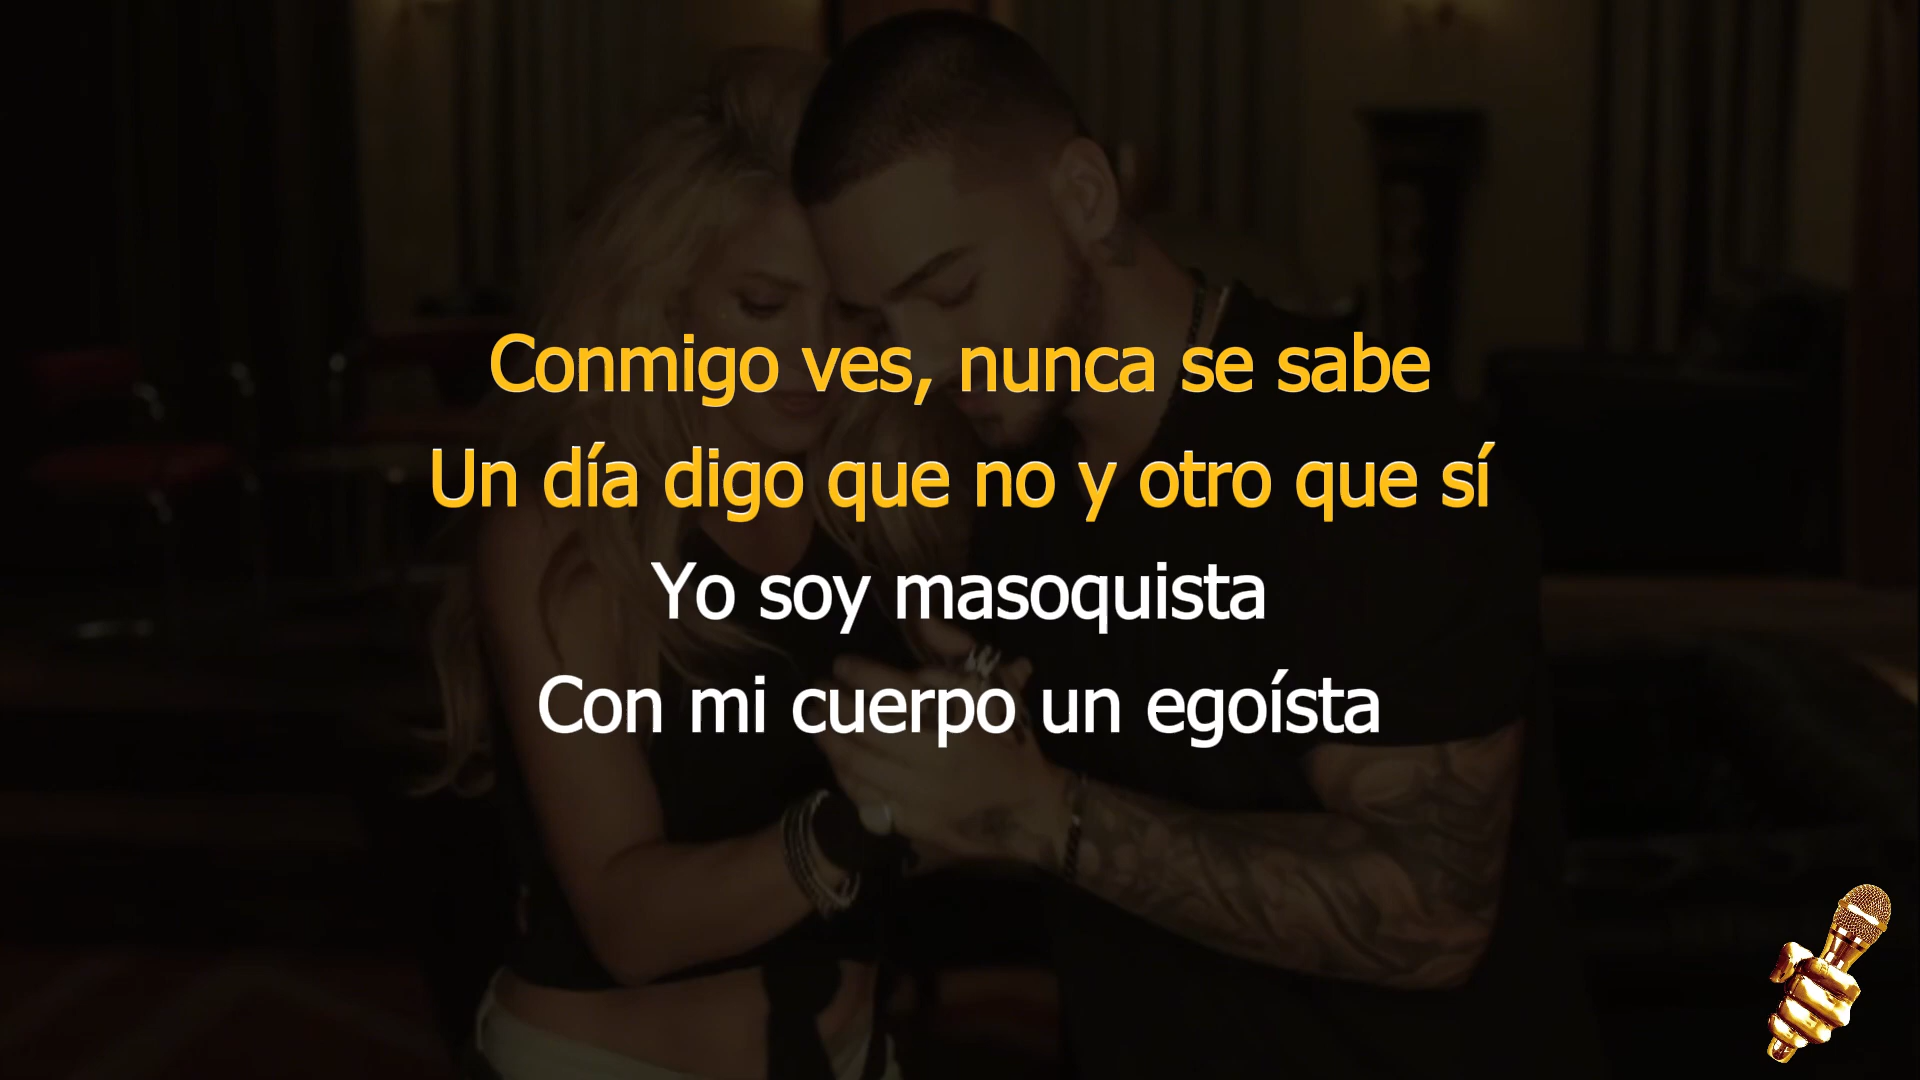 Conmigo ves, nunca se sabe
Un día digo que no y otro que sí
Yo soy masoquista
Con mi cuerpo un egoísta